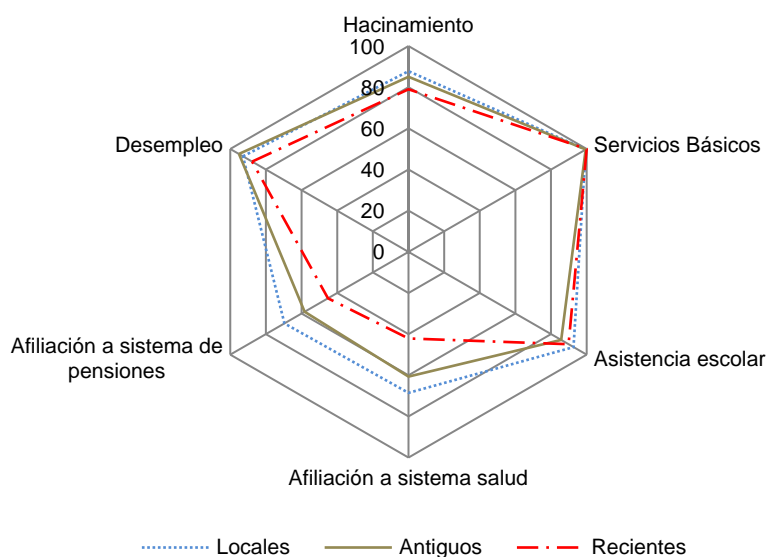 Hacinamiento
100
80
60
40
20
0
Servicios Básicos
Asistencia escolar
Afiliación a sistema salud
Afiliación a sistema de
pensiones
Desempleo
Locales
Antiguos
Recientes